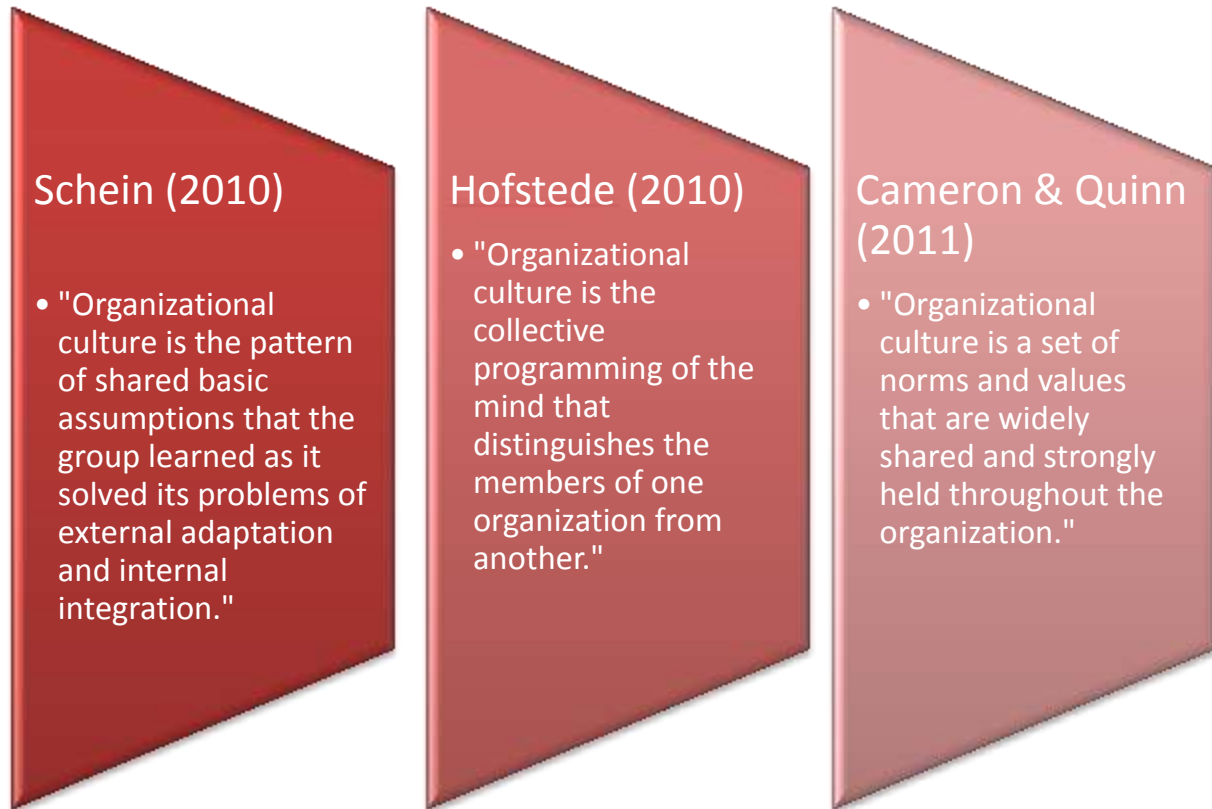 Schein (2010)
• "Organizational
culture is the pattern
of shared basic
assumptions that the
group learned as it
solved its problems of
external adaptation
and internal
integration."
Hofstede (2010)
• "Organizational
culture is the
collective
programming of the
mind that
distinguishes the
members of one
organization from
another."
Cameron & Quinn
(2011)
• "Organizational
culture is a set of
norms and values
that are widely
shared and strongly
held throughout the
organization."